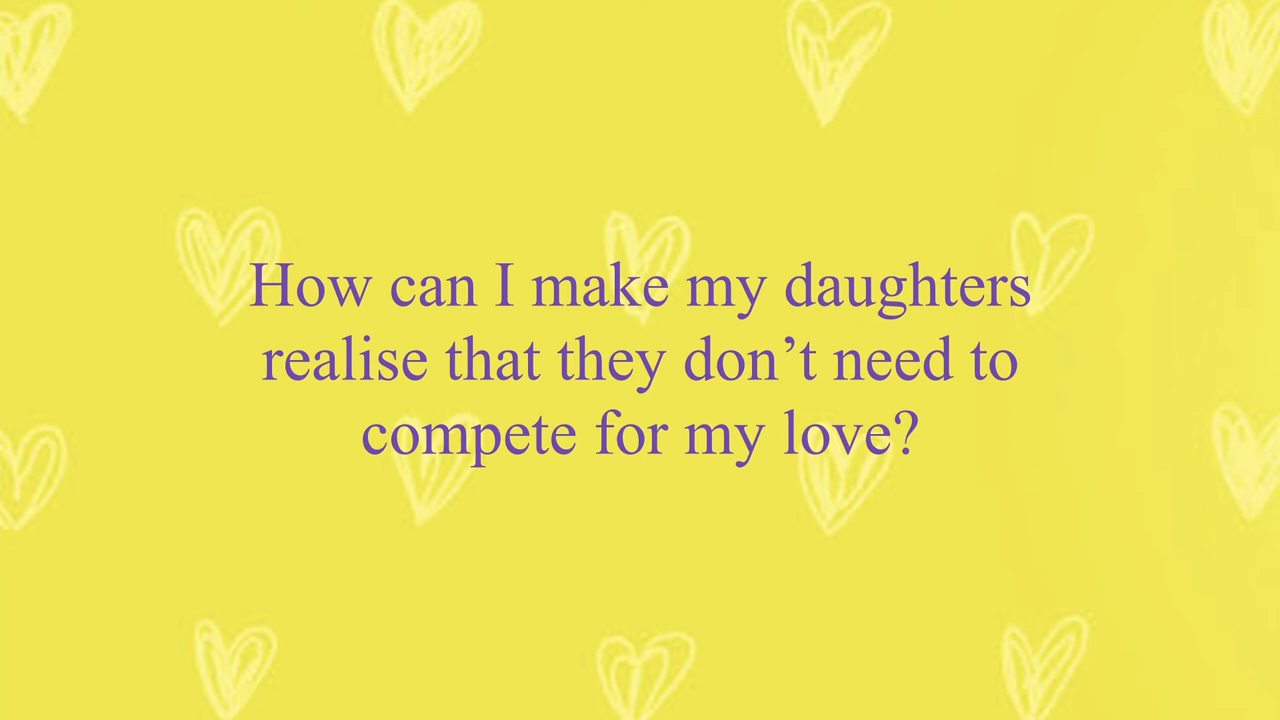 How can I make my daughters
realise that they don’t need to
compete for my love?